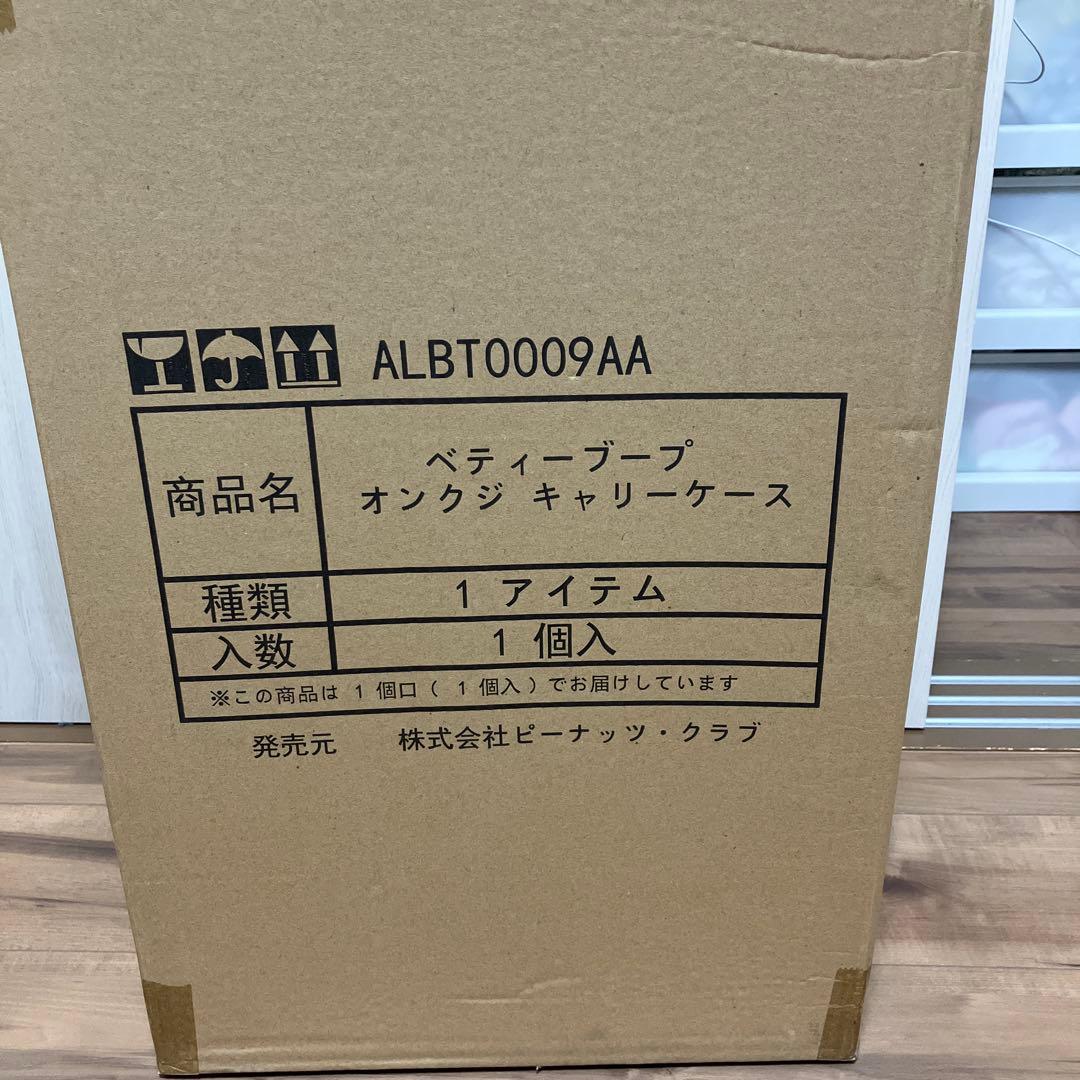 ALBT0009AA
商品名
ベティーブープ
オンクジ キャリーケース
種類 1 アイテム
入数 1 個入
※この商品は 1 個口( 1 個入)でお届けしています
発売元 株式会社ピーナッツ・クラブ